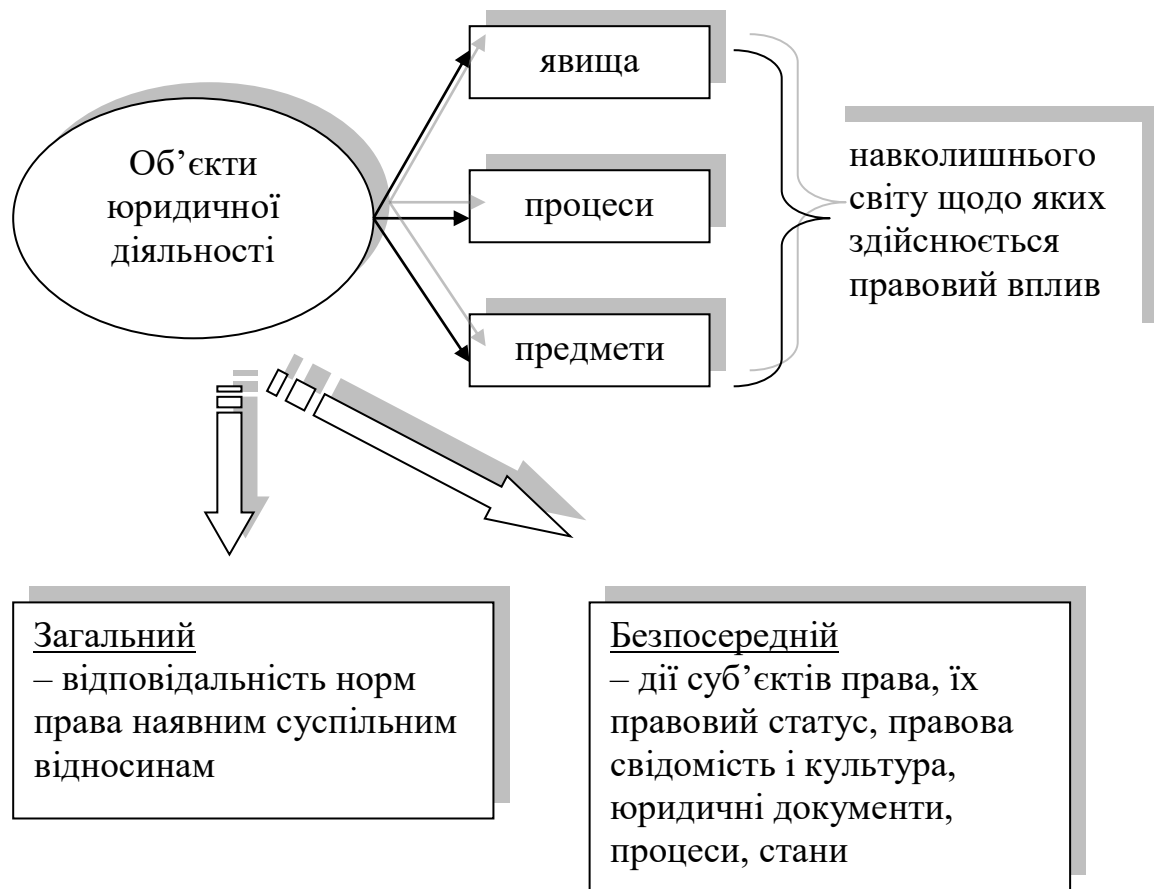 Об’єкти
юридичної
діяльності
явища
процеси
предмети
навколишнього
світу щодо яких
здійснюється
правовий вплив
Загальний
– відповідальність норм
права наявним суспільним
відносинам
Безпосередній
– дії суб’єктів права, їх
правовий статус, правова
свідомість і культура,
юридичні документи,
процеси, стани